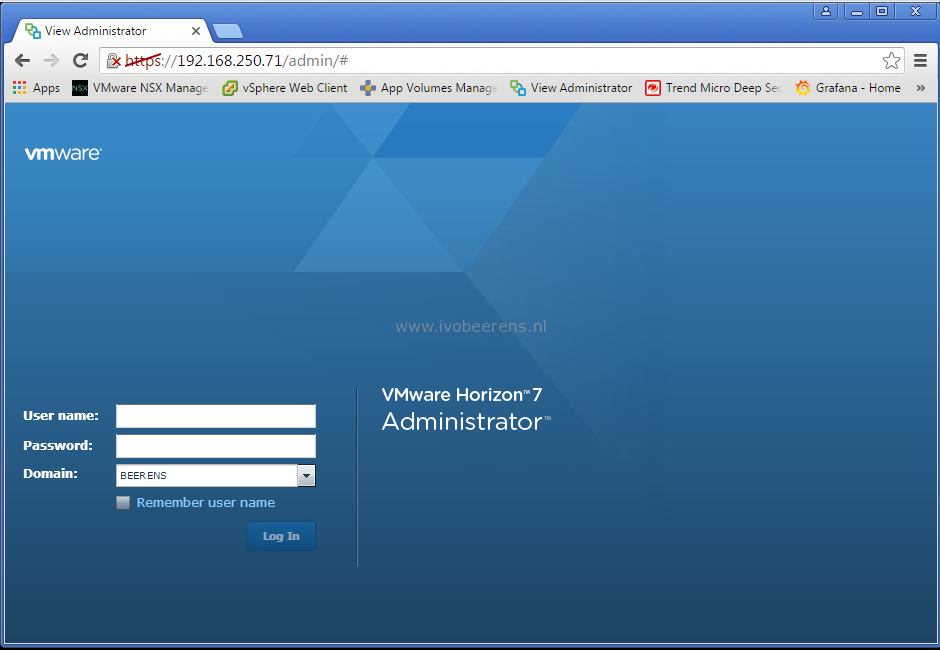 View Administrator
https://192.168.250.71/admin/#
Apps
NSX
VMware NSX Manage
vSphere Web Client
App Volumes Manag
View Administrator
Trend Micro Deep Sec
Grafana - Home
»
vmware®
www.ivobeerens.nl
VMware Horizon™ 7
Administrator™
User name:
Password:
Domain:
BEERENS
Remember user name
Log In